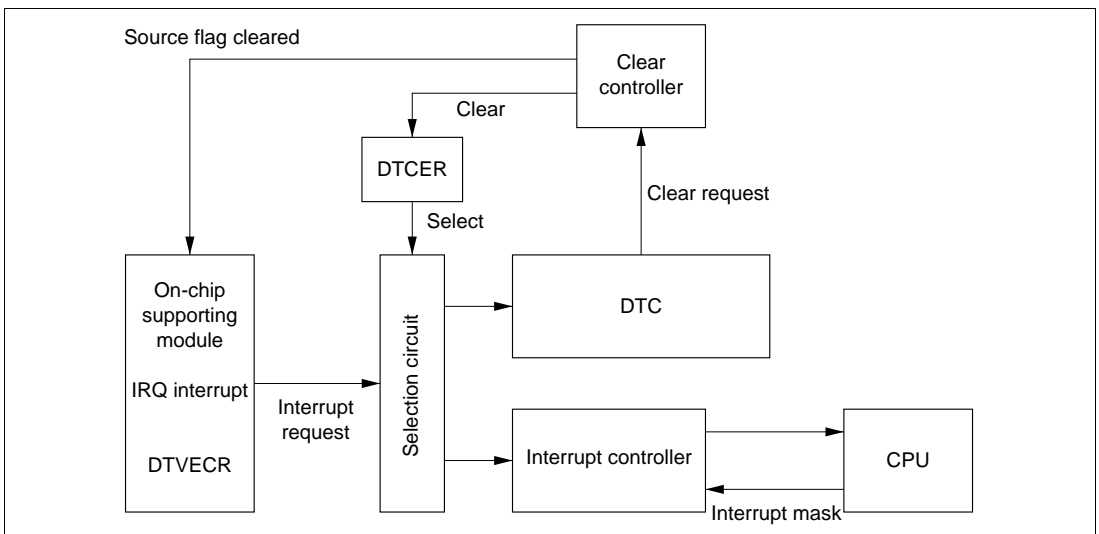 Source flag cleared
Clear
controller
Clear
DTCER
Clear request
Select
On-chip
supporting
module
IRQ interrupt
DTVECR
Interrupt
request
Selection circuit
DTC
Interrupt controller
CPU
Interrupt mask